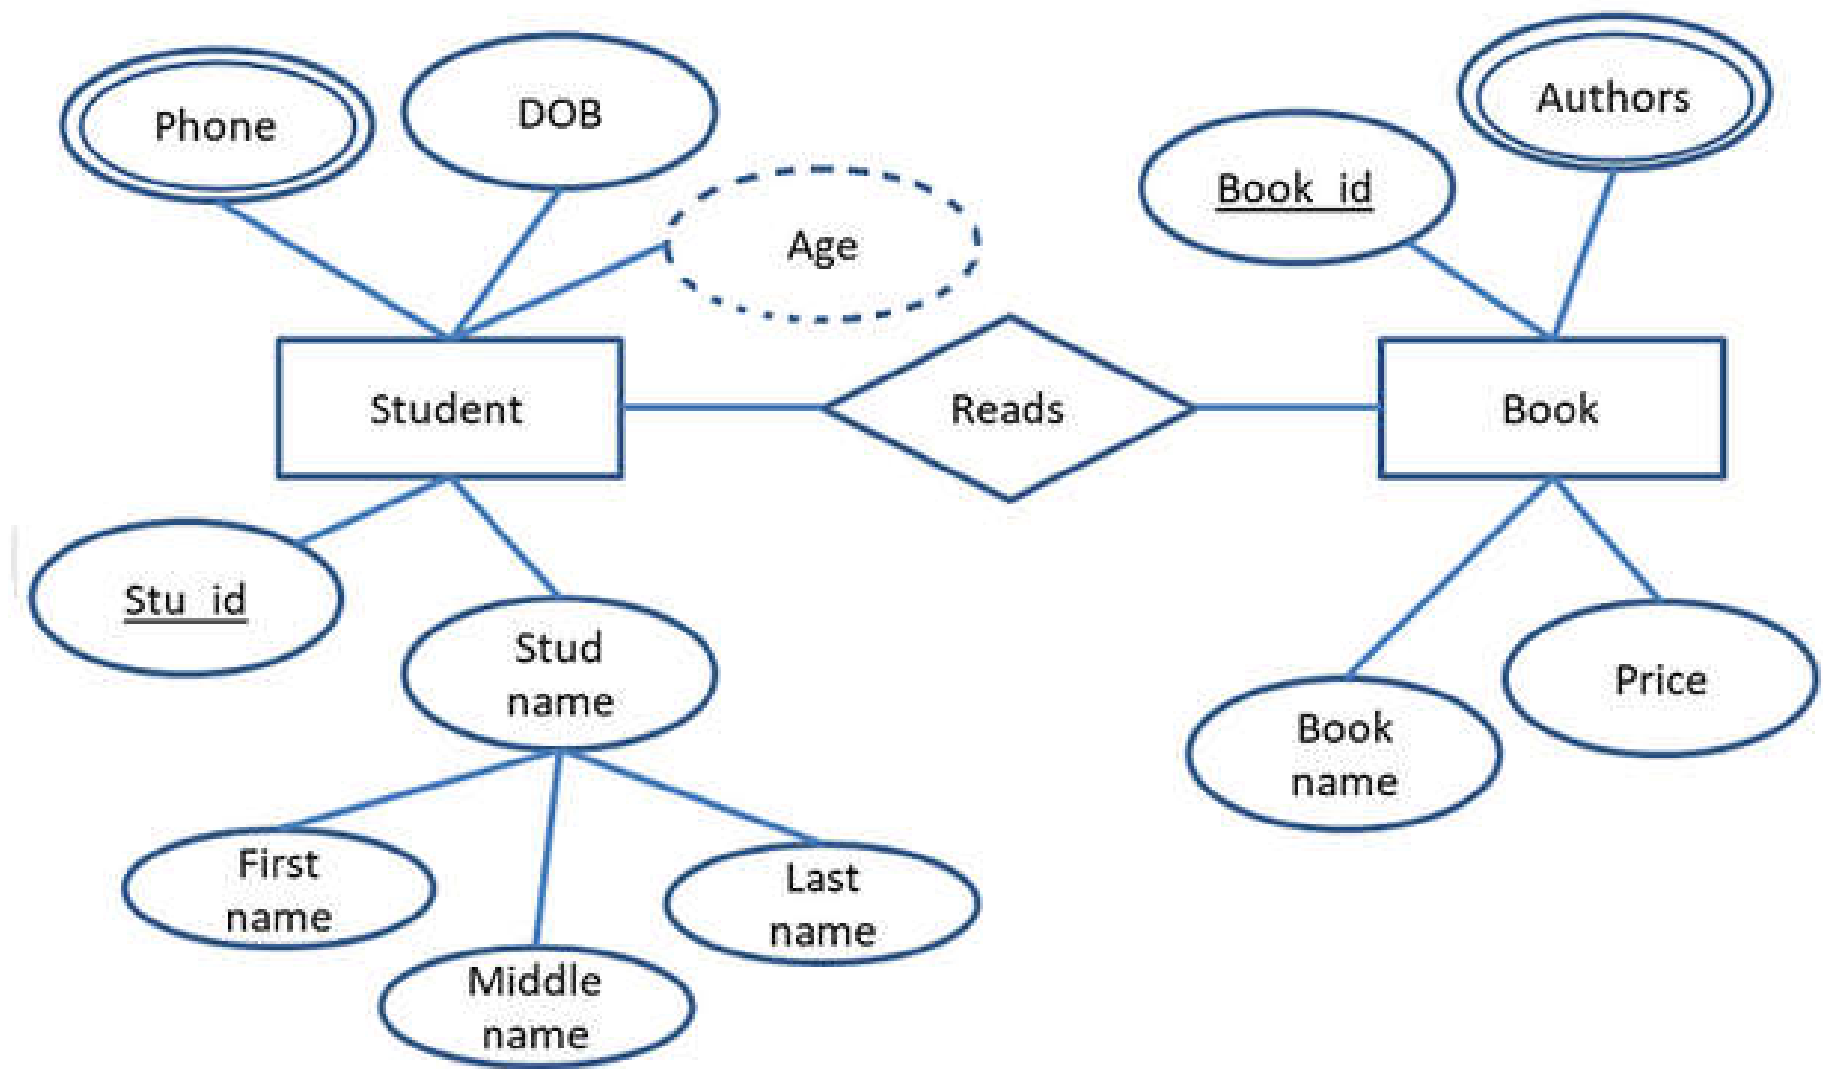 Phone
DOB
Authors
Book_id
Age
Student
Reads
Book
Stu_id
Stud
name
Price
Book
name
First
name
Last
name
Middle
name